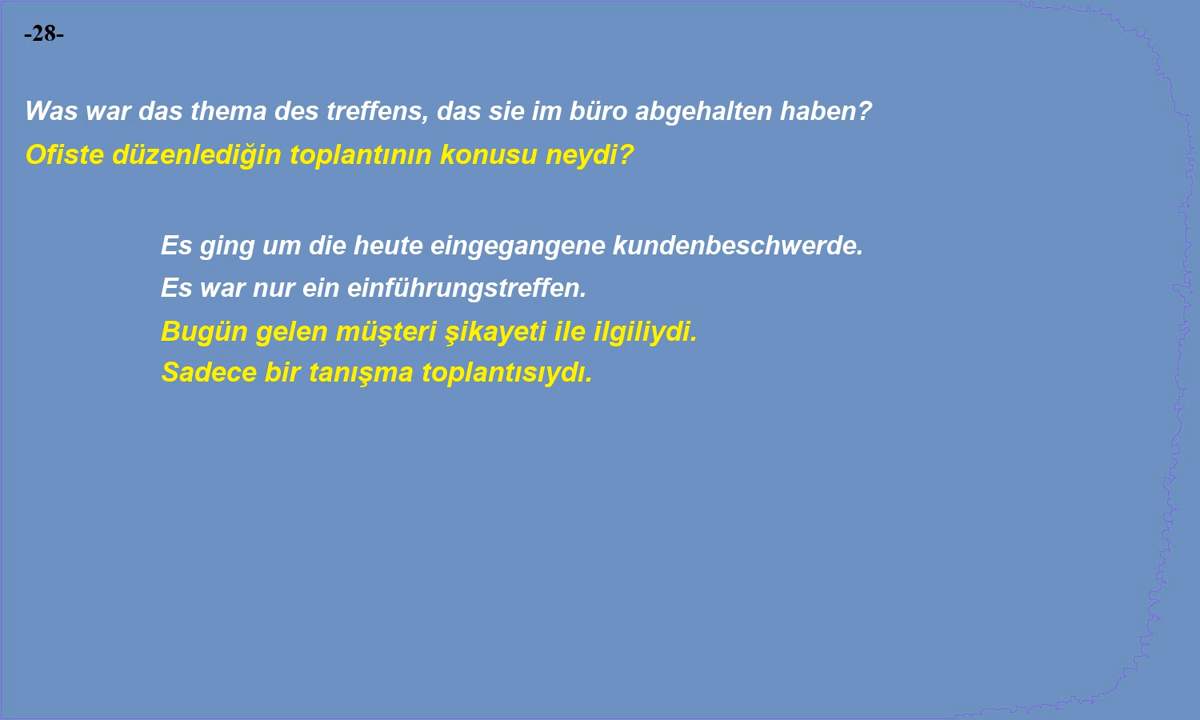 -28-
Was war das thema des treffens, das sie im büro abgehalten haben?
Ofiste düzenlediğin toplantının konusu neydi?
Es ging um die heute eingegangene kundenbeschwerde.
Es war nur ein einführungstreffen.
Bugün gelen müşteri şikayeti ile ilgiliydi.
Sadece bir tanışma toplantısıydı.